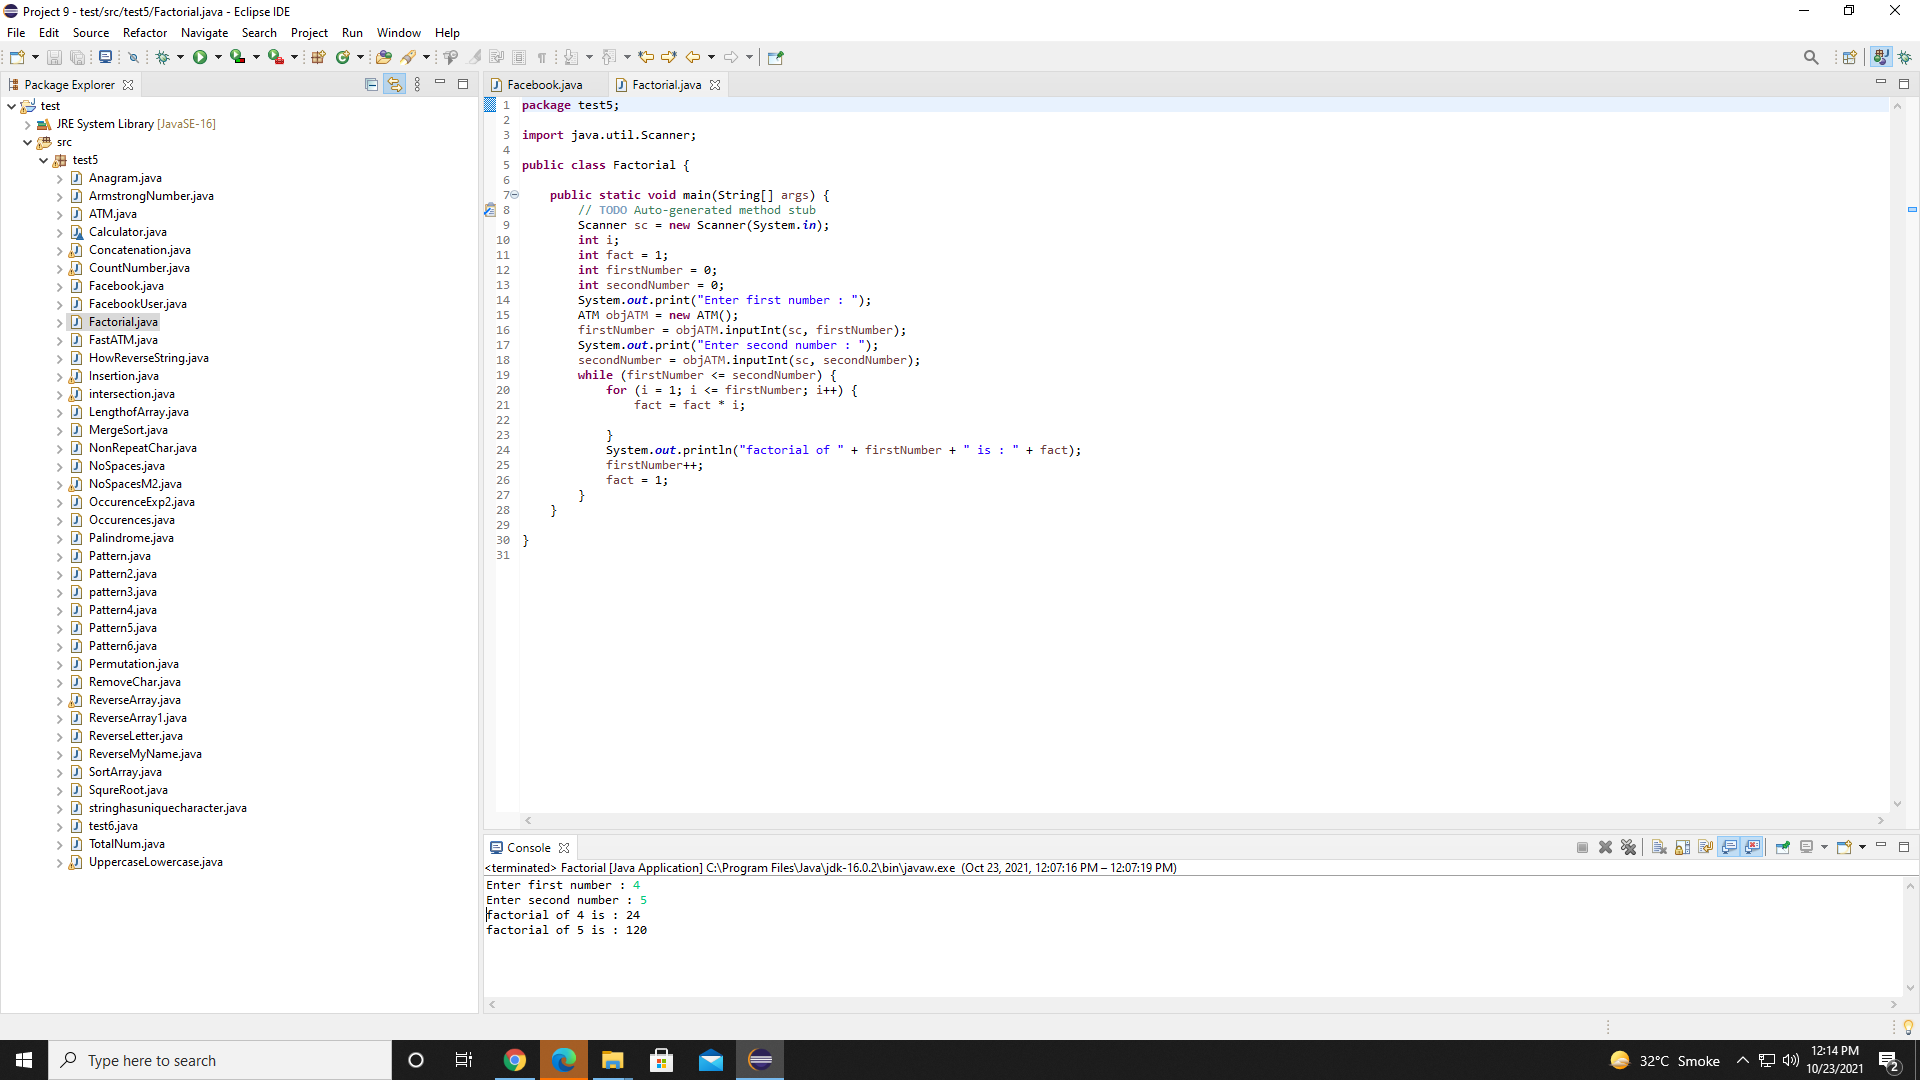 Project 9 - test/src/test5/Factorial.java - Eclipse IDE
File Edit Source Refactor Navigate Search Project Run Window Help
Package Explorer
test
JRE System Library [JavaSE-16]
src
test5
Anagram.java
ArmstrongNumber.java
ATM.java
Calculator.java
Concatenation.java
CountNumber.java
Facebook.java
FacebookUser.java
Factorial.java
FastATM.java
HowReverseString.java
Insertion.java
intersection.java
LengthofArray.java
MergeSort.java
NonRepeatChar.java
NoSpaces.java
NoSpacesM2.java
OccurenceExp2.java
Occurences.java
Palindrome.java
Pattern.java
Pattern2.java
pattern3.java
Pattern4.java
Pattern5.java
Pattern6.java
Permutation.java
RemoveChar.java
ReverseArray.java
ReverseArray1.java
ReverseLetter.java
ReverseMyName.java
SortArray.java
SqureRoot.java
stringhasuniquecharacter.java
test6.java
TotalNum.java
UppercaseLowercase.java
Facebook.java Factorial.java
1 package test5;
2
3 import java.util.Scanner;
4
5 public class Factorial {
6
7 public static void main(String[] args) {
8 // TODO Auto-generated method stub
9 Scanner sc = new Scanner(System.in);
10 int i;
11 int fact = 1;
12 int firstNumber = 0;
13 int secondNumber = 0;
14 System.out.print("Enter first number : ");
15 ATM objATM = new ATM();
16 firstNumber = objATM.inputInt(sc, firstNumber);
17 System.out.print("Enter second number : ");
18 secondNumber = objATM.inputInt(sc, secondNumber);
19 while (firstNumber <= secondNumber) {
20 for (i = 1; i <= firstNumber; i++) {
21 fact = fact * i;
22
23 }
24 System.out.println("factorial of " + firstNumber + " is : " + fact);
25 firstNumber++;
26 fact = 1;
27 }
28 }
29
30 }
31
Console
<terminated> Factorial [Java Application] C:\Program Files\Java\jdk-16.0.2\bin\javaw.exe (Oct 23, 2021, 12:07:16 PM – 12:07:19 PM)
Enter first number : 4
Enter second number : 5
factorial of 4 is : 24
factorial of 5 is : 120
Type here to search
32°C Smoke
12:14 PM
10/23/2021
2